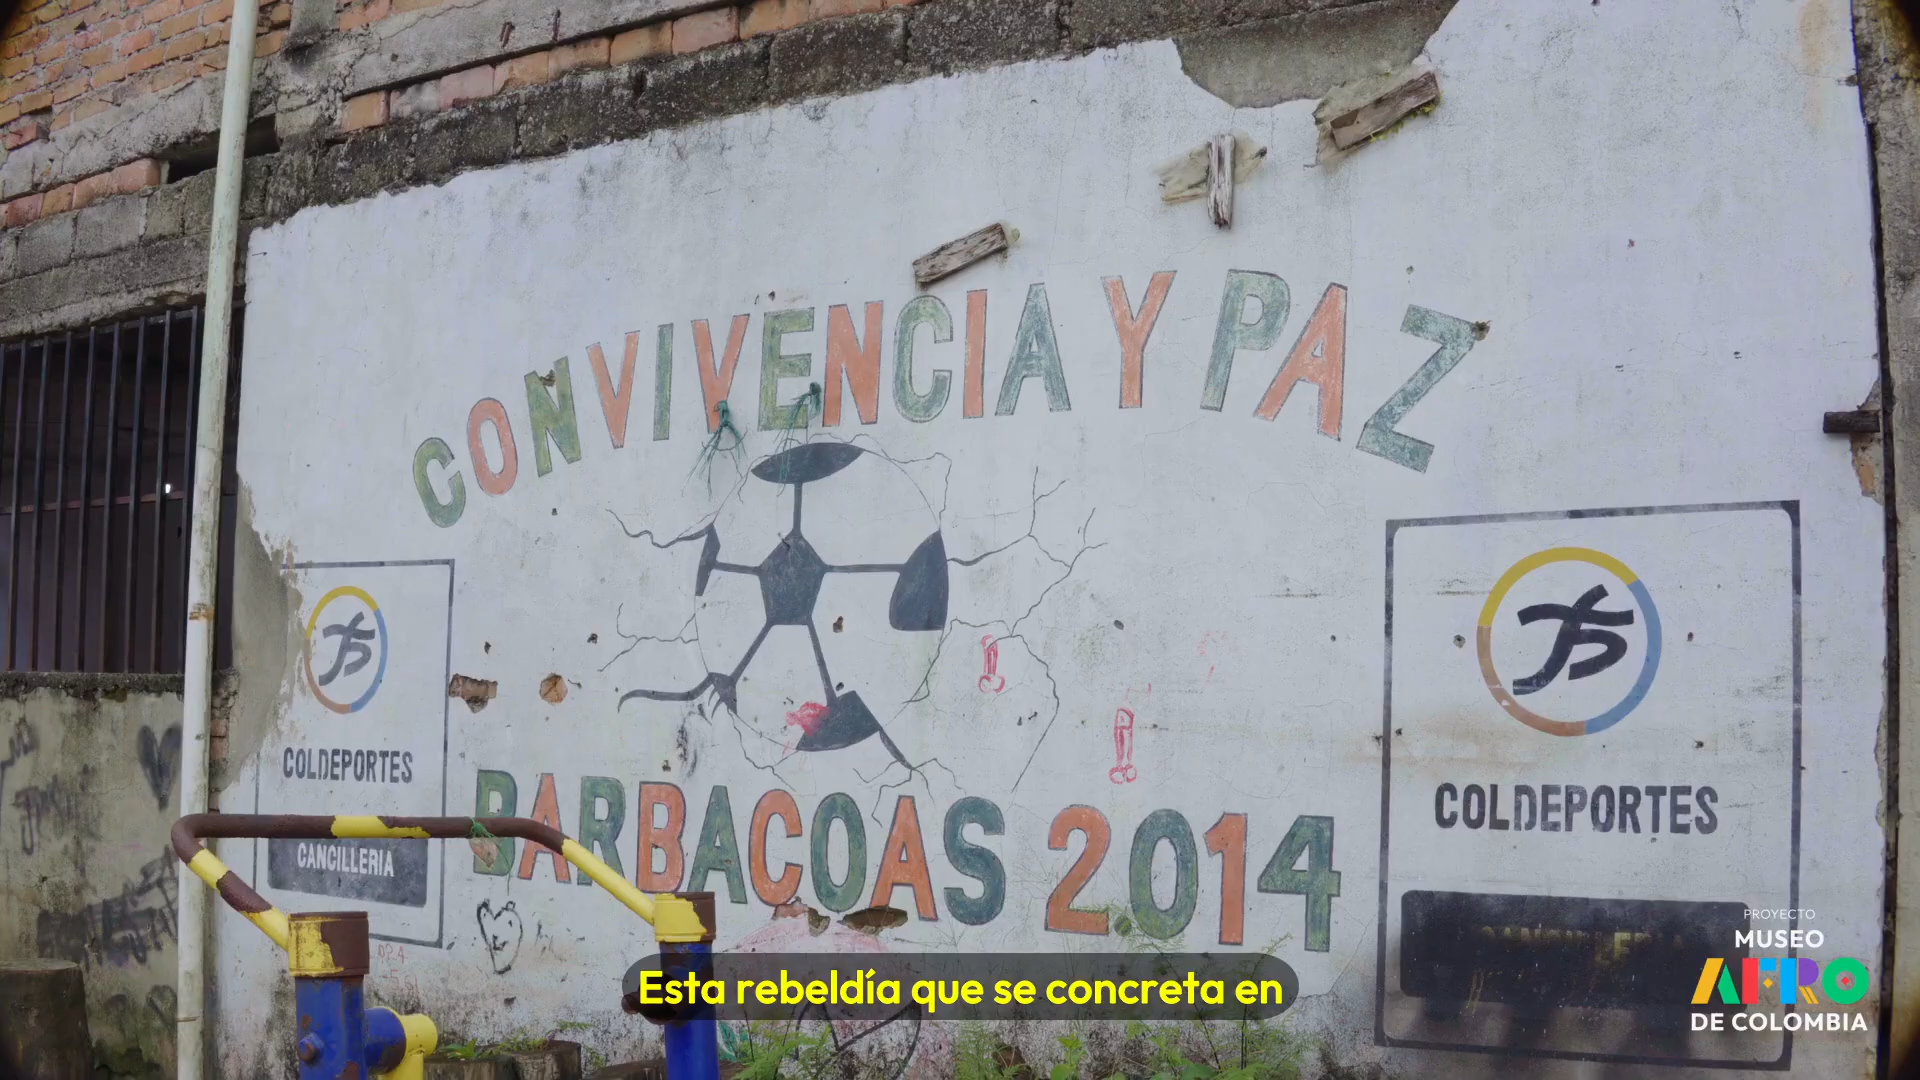 CONVIVENCIA Y PAZ
COLDEPORTES
CANCILLERIA
BARBACOAS 2014
COLDEPORTES
Esta rebeldía que se concreta en
PROYECTO
MUSEO
AFRO
DE COLOMBIA